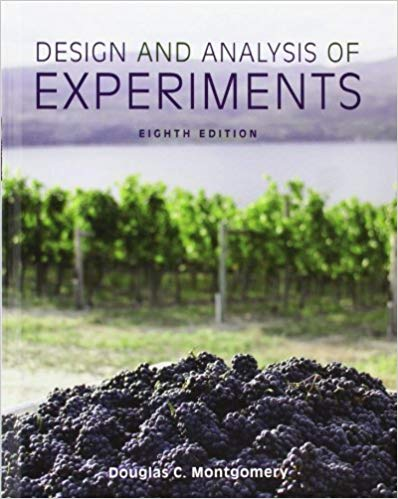 DESIGN AND ANALYSIS OF
EXPERIMENTS
EIGHTH EDITION
Douglas C. Montgomery